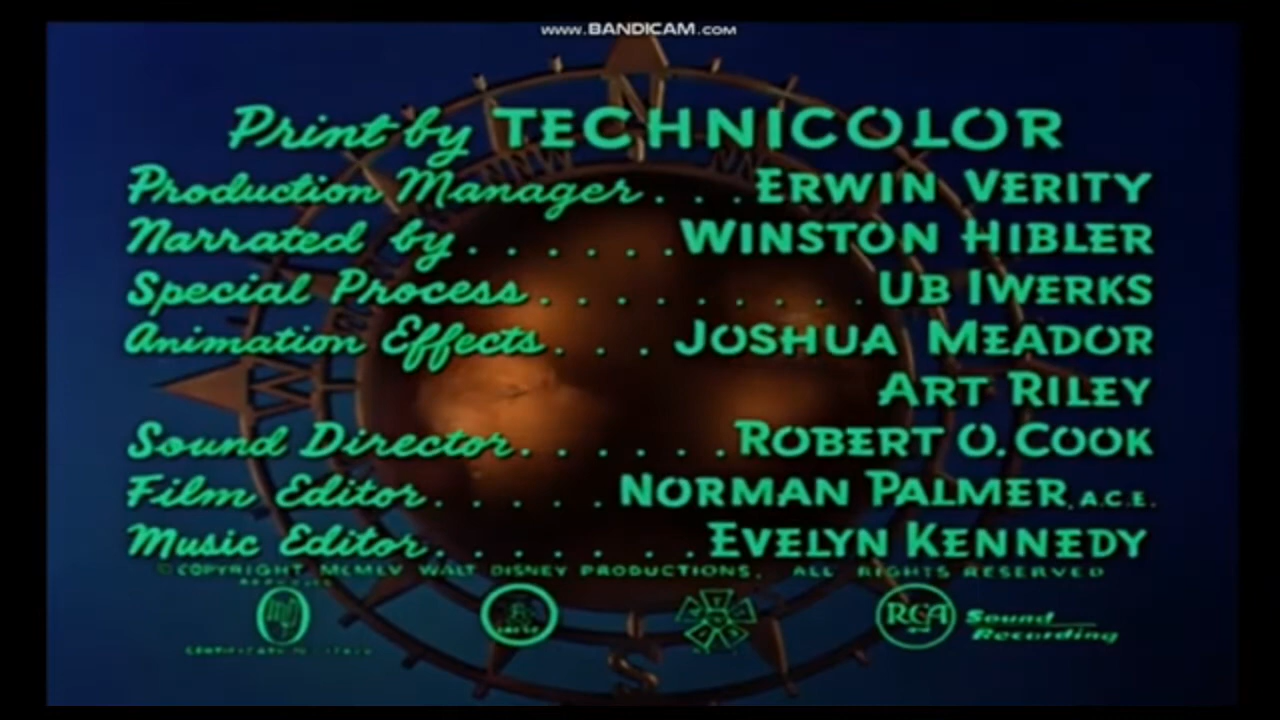 www.BANDICAM.com
N
Print by TECHNICOLOR
Production Manager . . . ERWIN VERITY
Narrated by . . . . . . WINSTON HIBLER
Special Process . . . . . . . . . . UB IWERKS
Animation Effects . . . JOSHUA MEADOR
ART RILEY
W
Sound Director . . . . . . ROBERT O. COOK
Film Editor . . . . . NORMAN PALMER, A.C.E.
Music Editor . . . . . . . EVELYN KENNEDY
© COPYRIGHT MCMLV WALT DISNEY PRODUCTIONS. ALL RIGHTS RESERVED
RCA Sound Recording
S